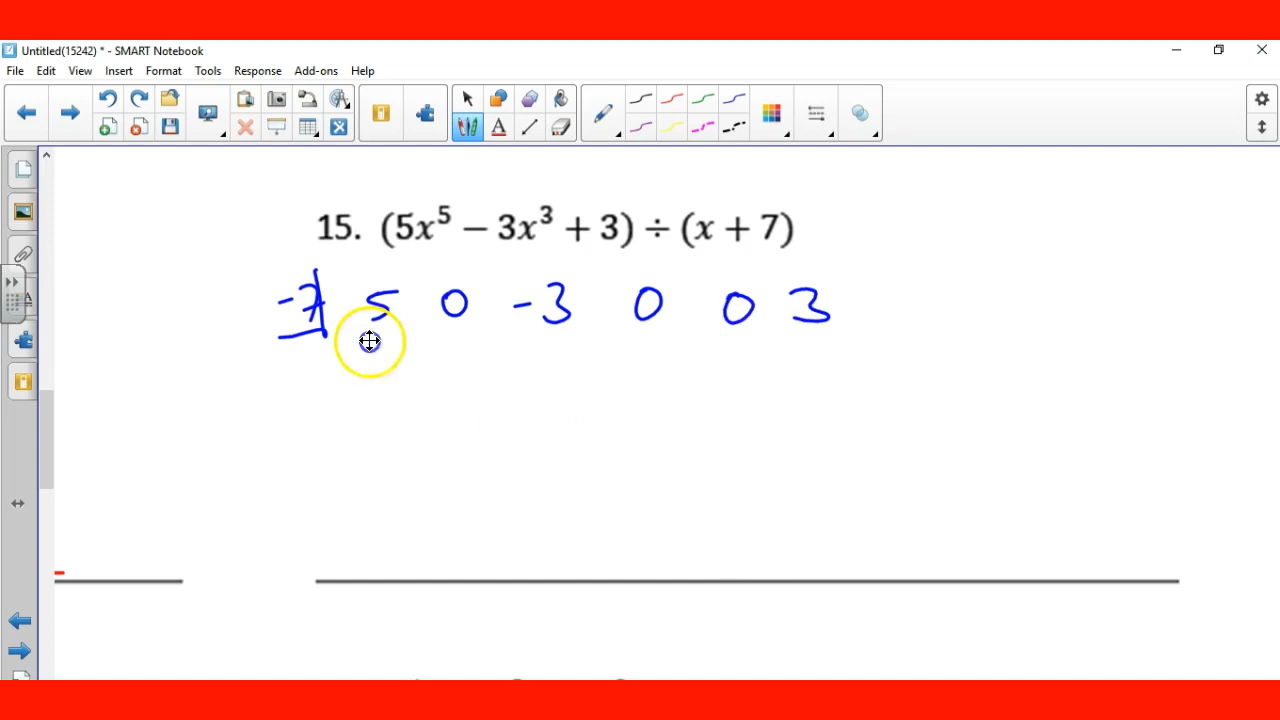 Untitled(15242) * - SMART Notebook
File Edit View Insert Format Tools Response Add-ons Help
15. (5x⁵ − 3x³ + 3) ÷ (x + 7)
-7 5 0 -3 0 0 3